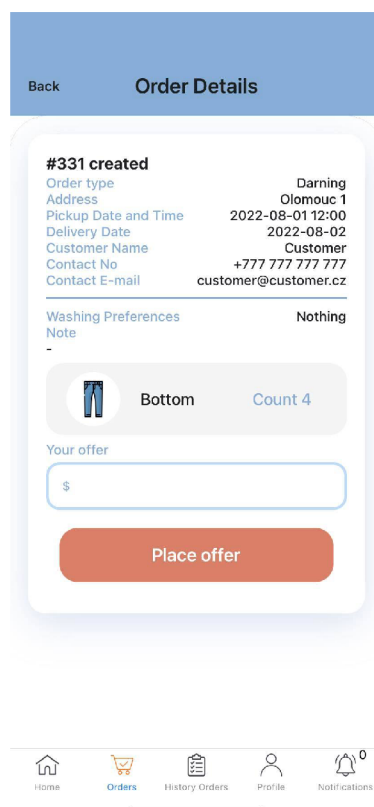 Back Order Details
#331 created
Order type Darning
Address Olomouc 1
Pickup Date and Time 2022-08-01 12:00
Delivery Date 2022-08-02
Customer Name Customer
Contact No +777 777 777 777
Contact E-mail customer@customer.cz
Washing Preferences Nothing
Note
-
Bottom Count 4
Your offer
$
Place offer
0
Home Orders History Orders Profile Notifications